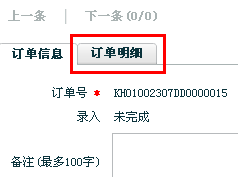 上一条 | 下一条(0/0)
订单信息 订单明细
订单号 * KH01002307DD0000015
录入 未完成
备注(最多100字)